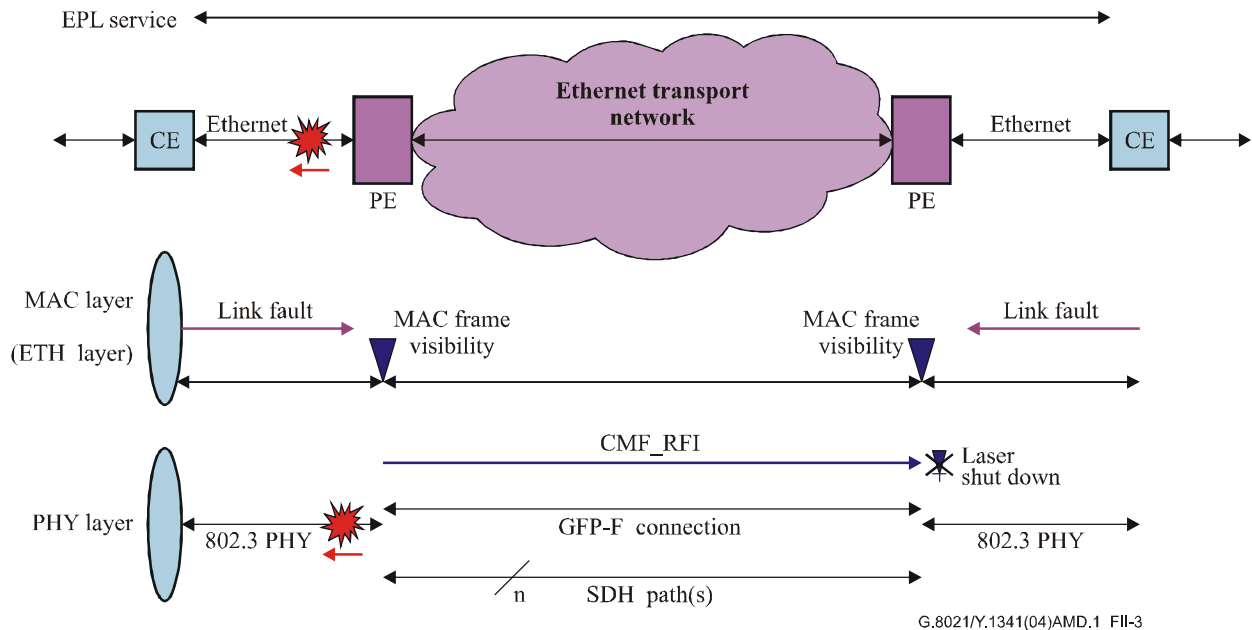 EPL service
Ethernet transport
network
CE
Ethernet
PE
PE
Ethernet
CE
MAC layer
(ETH layer)
Link fault
MAC frame
visibility
MAC frame
visibility
Link fault
CMF_RFI
Laser
shut down
PHY layer
802.3 PHY
GFP-F connection
802.3 PHY
n
SDH path(s)
G.8021/Y.1341(04)AMD.1 FII-3